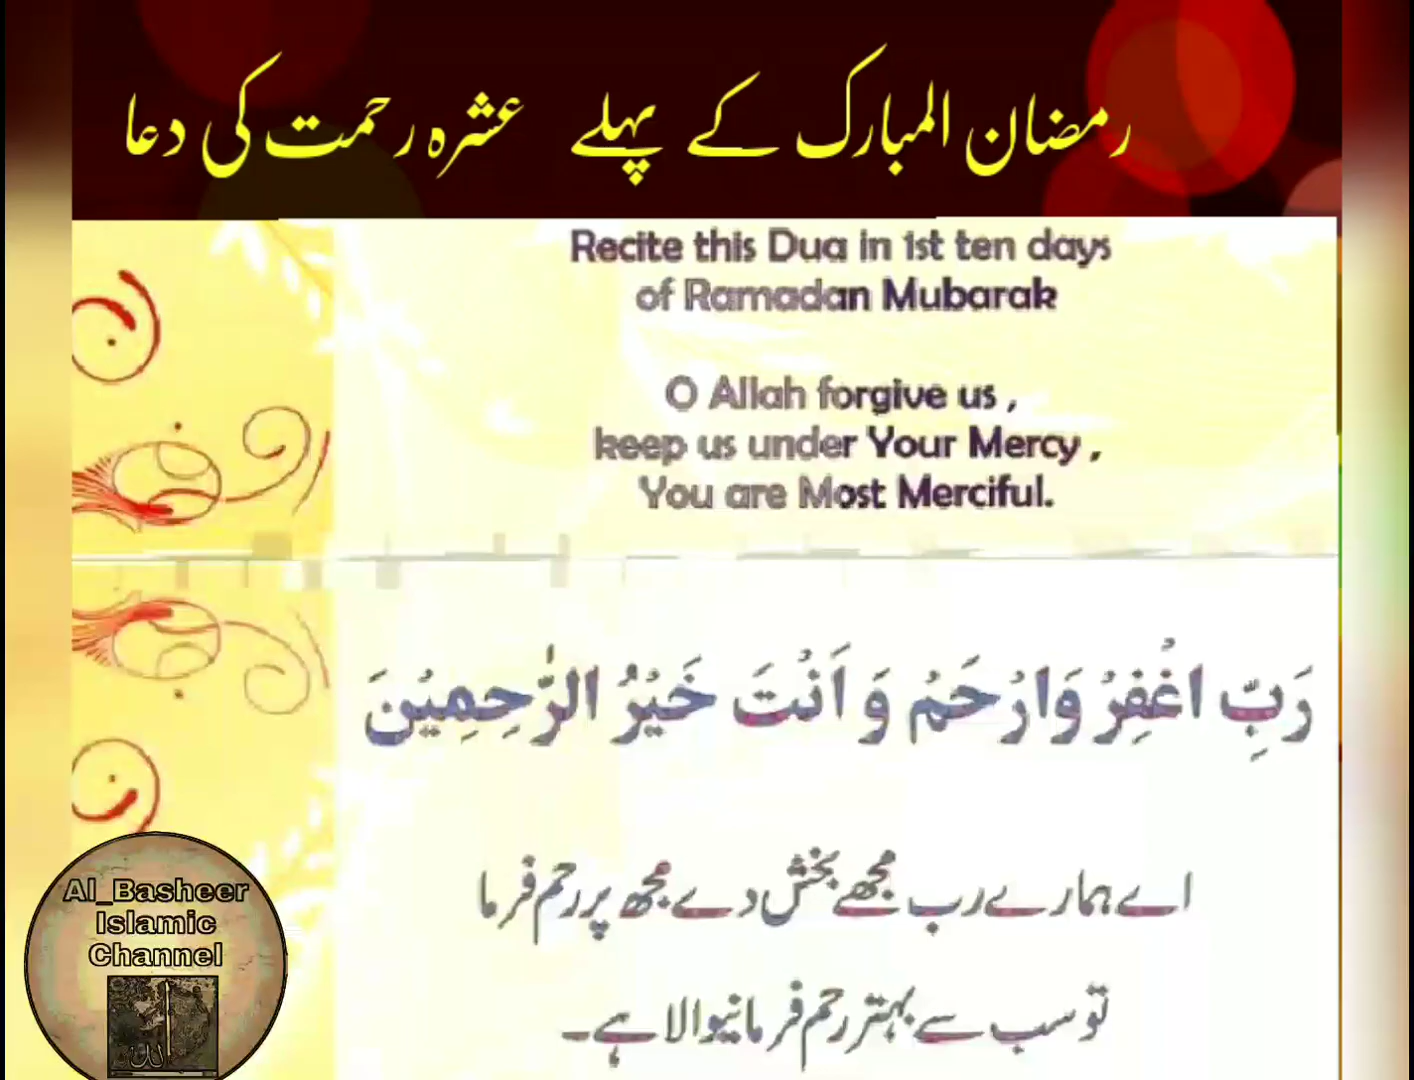 رمضان المبارک کے پہلے عشرہ رحمت کی دعا
Recite this Dua in 1st ten days
of Ramadan Mubarak
O Allah forgive us ,
keep us under Your Mercy ,
You are Most Merciful.
رَبِّ اغْفِرْ وَارْحَمْ وَ اَنْتَ خَيْرُ الرّٰحِمِيْنَ
اے ہمارے رب مجھے بخش دے مجھ پر رحم فرما
تو سب سے بہتر رحم فرمانیوالا ہے۔
Al_Basheer
Islamic
Channel
الله